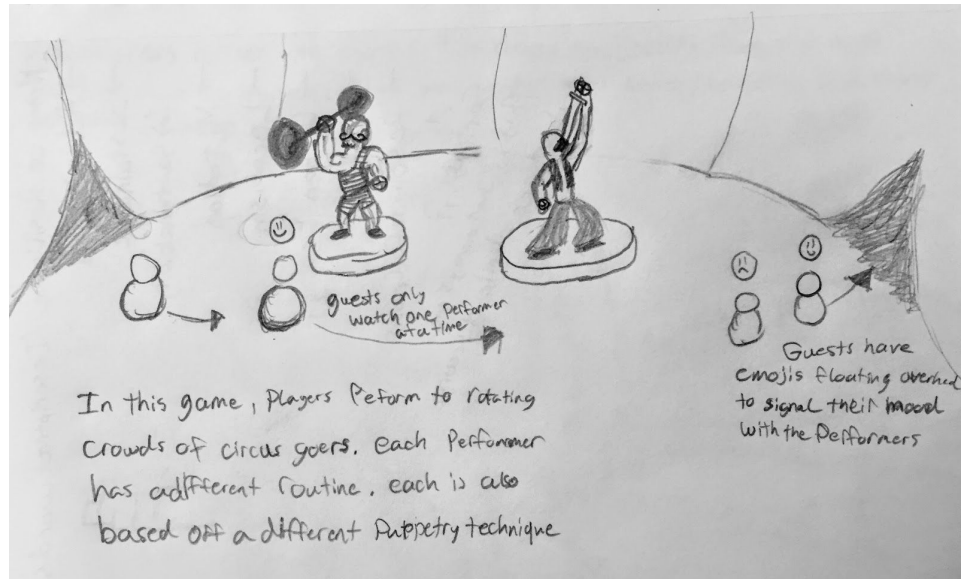 guests only
watch one performer
at a time
Guests have
emojis floating overhed
to signal their mood
with the Performers
In this game, Players Peform to rotating
crowds of circus goers. each Performer
has a different routine. each is also
based off a different Puppetry technique